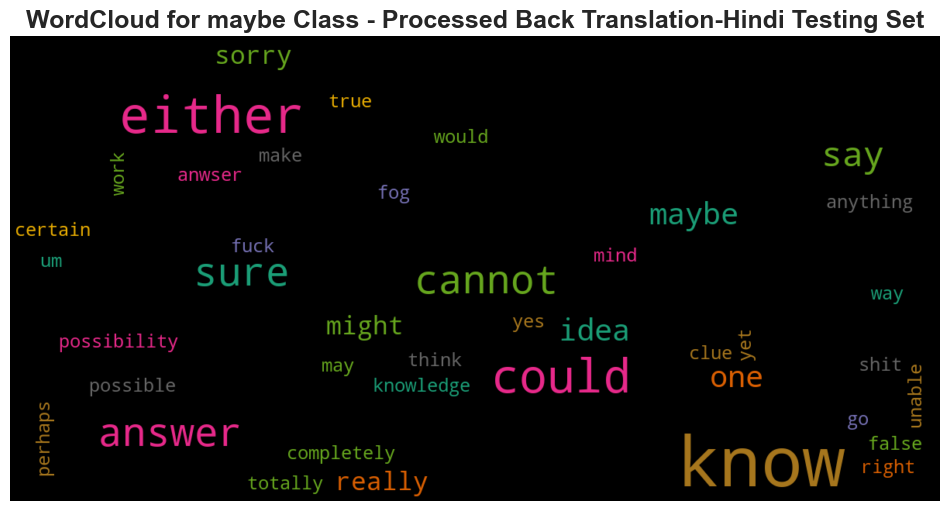 WordCloud for maybe Class - Processed Back Translation-Hindi Testing Set
sorry
either
true
would
say
make
work
anwser
fog
anything
maybe
certain
fuck
um
sure
cannot
mind
way
might
yes
idea
possibility
clue
yet
may
think
shit
possible
knowledge
could
one
unable
perhaps
answer
go
completely
know
false
totally
really
right